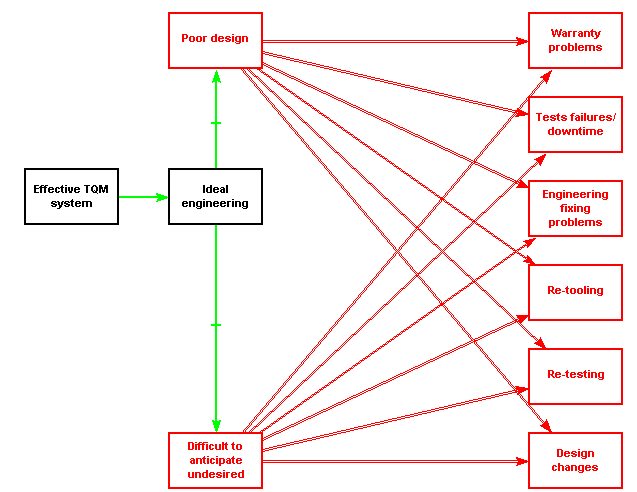 Poor design
Warranty
problems
Tests failures/
downtime
Effective TQM
system
Ideal
engineering
Engineering
fixing
problems
Re-tooling
Re-testing
Difficult to
anticipate
undesired
Design
changes